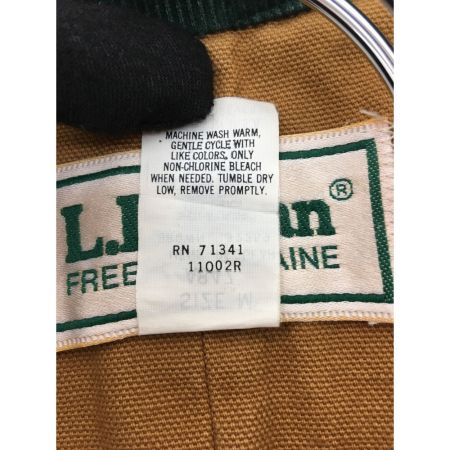 MACHINE WASH WARM,
GENTLE CYCLE WITH
LIKE COLORS. ONLY
NON-CHLORINE BLEACH
WHEN NEEDED. TUMBLE DRY
LOW, REMOVE PROMPTLY.
L.L an®
RN 71341
FREE AINE
11002R
SIZE M